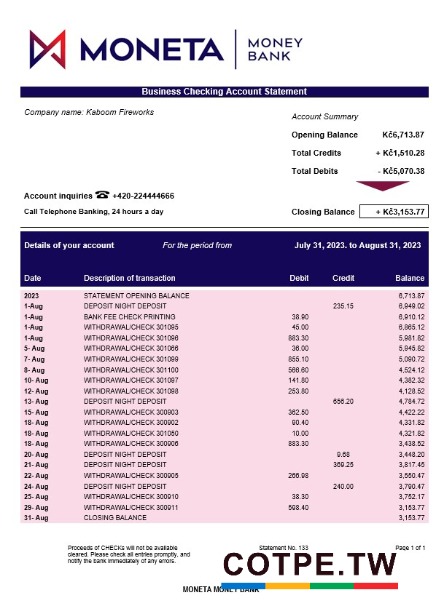 MONETA MONEY BANK
Business Checking Account Statement
Company name: Kaboom Fireworks
Account Summary
Opening Balance Kč6,713.87
Total Credits + Kč1,510.28
Total Debits - Kč5,070.38
Account inquiries ☎ +420-224444666
Call Telephone Banking, 24 hours a day
Closing Balance + Kč3,153.77
Details of your account For the period from July 31, 2023. to August 31, 2023
Date Description of transaction Debit Credit Balance
2023 STATEMENT OPENING BALANCE 6,713.87
1-Aug DEPOSIT NIGHT DEPOSIT 235.15 6,949.02
1-Aug BANK FEE CHECK PRINTING 38.90 6,910.12
1-Aug WITHDRAWAL/CHECK 301095 45.00 6,865.12
1-Aug WITHDRAWAL/CHECK 301096 883.30 5,981.82
5- Aug WITHDRAWAL/CHECK 301066 36.00 5,945.82
7- Aug WITHDRAWAL/CHECK 301099 855.10 5,090.72
8- Aug WITHDRAWAL/CHECK 301100 566.60 4,524.12
10- Aug WITHDRAWAL/CHECK 301097 141.80 4,382.32
12- Aug WITHDRAWAL/CHECK 301098 253.80 4,128.52
13- Aug DEPOSIT NIGHT DEPOSIT 656.20 4,784.72
15- Aug WITHDRAWAL/CHECK 300903 362.50 4,422.22
18- Aug WITHDRAWAL/CHECK 300902 90.40 4,331.82
18- Aug WITHDRAWAL/CHECK 301050 10.00 4,321.82
18- Aug WITHDRAWAL/CHECK 300906 883.30 3,438.52
20- Aug DEPOSIT NIGHT DEPOSIT 9.68 3,448.20
21- Aug DEPOSIT NIGHT DEPOSIT 369.25 3,817.45
22- Aug WITHDRAWAL/CHECK 300905 266.98 3,550.47
24- Aug DEPOSIT NIGHT DEPOSIT 240.00 3,790.47
25- Aug WITHDRAWAL/CHECK 300910 38.30 3,752.17
29- Aug WITHDRAWAL/CHECK 300911 598.40 3,153.77
31- Aug CLOSING BALANCE 3,153.77
Proceeds of CHECKs will not be available
cleared. Please check all entries promptly, and
notify the bank immediately of any errors.
Statement No. 133
Page 1 of 1
COTPE.TW
MONETA MONEY BANK